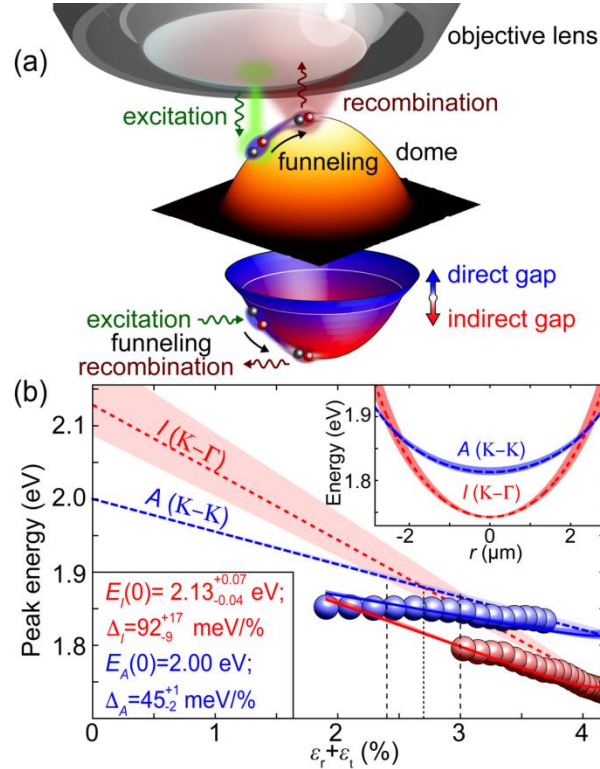 objective lens
(a)
excitation
recombination
funneling
dome
direct gap
indirect gap
excitation
funneling
recombination
(b)
2.1
2.0
1.9
1.8
Peak energy (eV)
I (K–Γ)
A (K–K)
E_I(0)= 2.13 +0.07 -0.04 eV;
Δ_I=92 +17 -9 meV/%
E_A(0)=2.00 eV;
Δ_A=45 +1 -2 meV/%
0
1
2
3
4
ε_r+ε_t (%)
1.9
1.8
Energy (eV)
A (K–K)
I (K–Γ)
-2
0
2
r (µm)